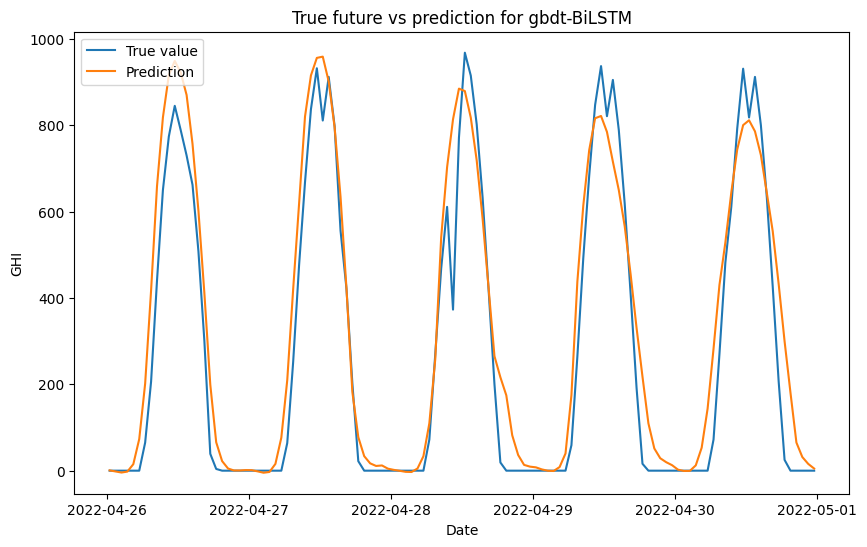 True future vs prediction for gbdt-BiLSTM
True value
Prediction
1000
800
600
400
200
0
GHI
2022-04-26 2022-04-27 2022-04-28 2022-04-29 2022-04-30 2022-05-01
Date